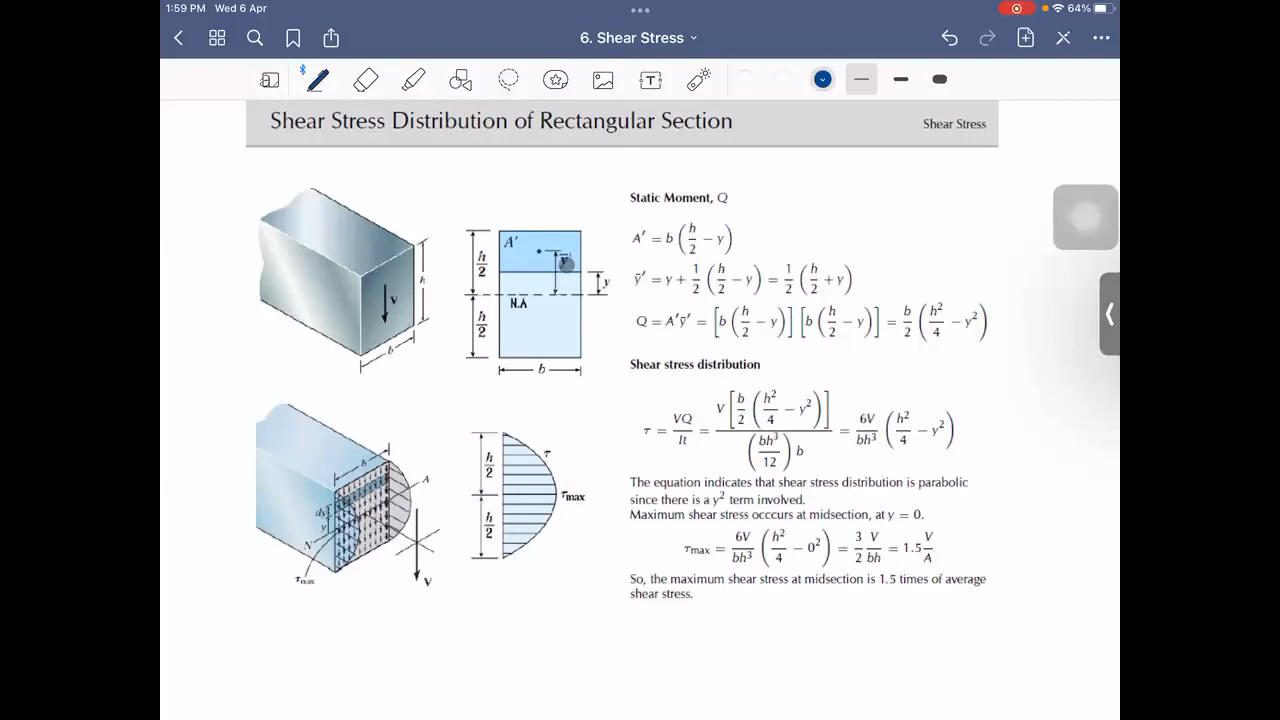 1:59 PM Wed 6 Apr
64%
6. Shear Stress
T
Shear Stress Distribution of Rectangular Section
Shear Stress
V
h
b
h/2
h/2
A′
ȳ′
y
N.A
b
Static Moment, Q
A′ = b (h/2 − y)
ȳ′ = y + 1/2 (h/2 − y) = 1/2 (h/2 + y)
Q = A′ȳ′ = [b (h/2 − y)] [b (h/2 − y)] = b/2 (h²/4 − y²)
Shear stress distribution
τ = VQ/It = V [b/2 (h²/4 − y²)] / (bh³/12) b = 6V/bh³ (h²/4 − y²)
The equation indicates that shear stress distribution is parabolic
since there is a y² term involved.
Maximum shear stress occcurs at midsection, at y = 0.
τmax = 6V/bh³ (h²/4 − 0²) = 3/2 V/bh = 1.5 V/A
So, the maximum shear stress at midsection is 1.5 times of average
shear stress.
b
A
dy
y
N
τmax
V
h/2
h/2
τ
τmax